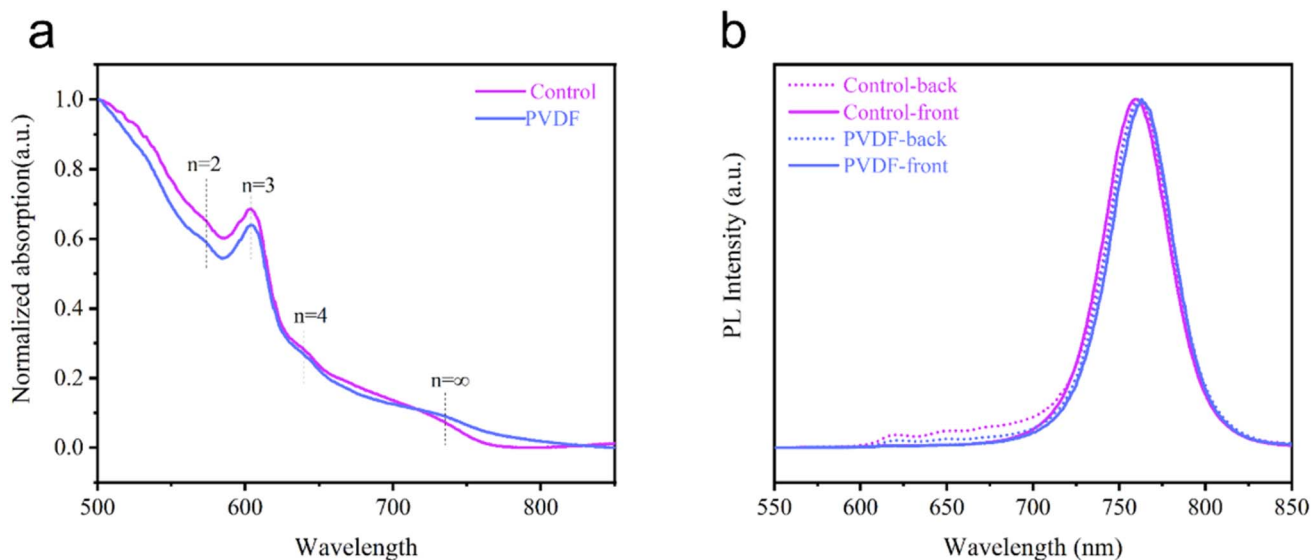 a
Control
PVDF
n=2
n=3
n=4
n=∞
Normalized absorption(a.u.)
1.0
0.8
0.6
0.4
0.2
0.0
500
600
700
800
Wavelength
b
Control-back
Control-front
PVDF-back
PVDF-front
PL Intensity (a.u.)
550
600
650
700
750
800
850
Wavelength (nm)